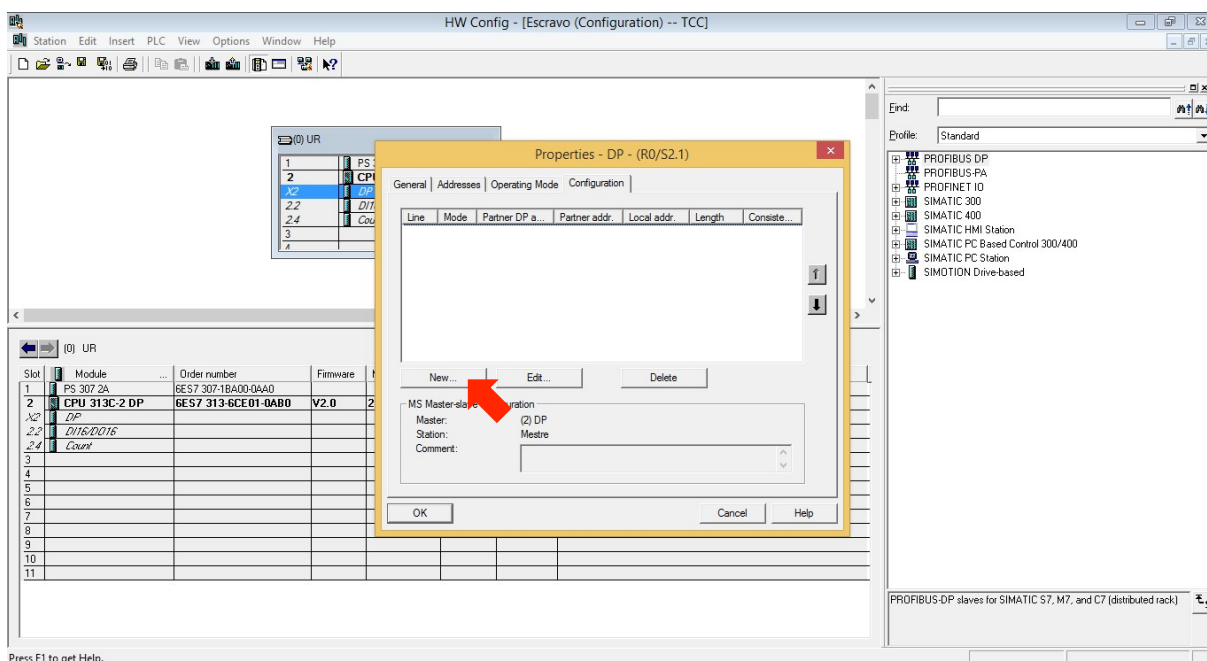 HW Config - [Escravo (Configuration) -- TCC]
Station Edit Insert PLC View Options Window Help
Find:
Profile: Standard
PROFIBUS DP
PROFIBUS-PA
PROFINET IO
SIMATIC 300
SIMATIC 400
SIMATIC HMI Station
SIMATIC PC Based Control 300/400
SIMATIC PC Station
SIMOTION Drive-based
(0) UR
1 PS
2 CPU
X2 DP
2.2
2.4
3
4
Properties - DP - (R0/S2.1)
General Addresses Operating Mode Configuration
Line Mode Partner DP a... Partner addr. Local addr. Length Consiste...
New... Edit... Delete
MS Master-slave
Master: (2) DP
Station: Mestre
Comment:
OK Cancel Help
(0) UR
Slot Module ... Order number Firmware
1 PS 307 2A 6ES7 307-1BA00-0AA0
2 CPU 313C-2 DP 6ES7 313-6CE01-0AB0 V2.0 2
X2 DP
2.2 DI16/DO16
2.4 Count
3
4
5
6
7
8
9
10
11
PROFIBUS-DP slaves for SIMATIC S7, M7, and C7 (distributed rack)
Press F1 to get Help.